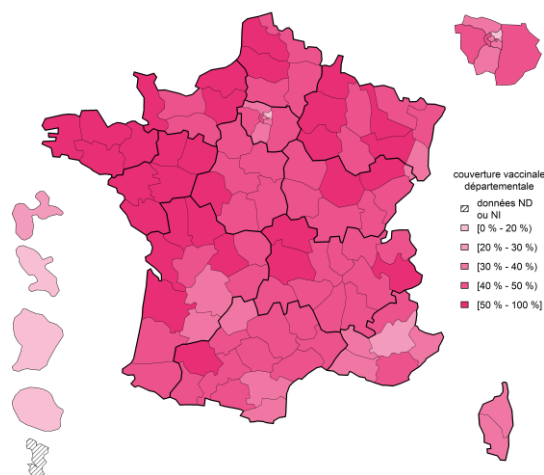 couverture vaccinale
départementale
données ND
ou NI
[0 % - 20 %)
[20 % - 30 %)
[30 % - 40 %)
[40 % - 50 %)
[50 % - 100 %]